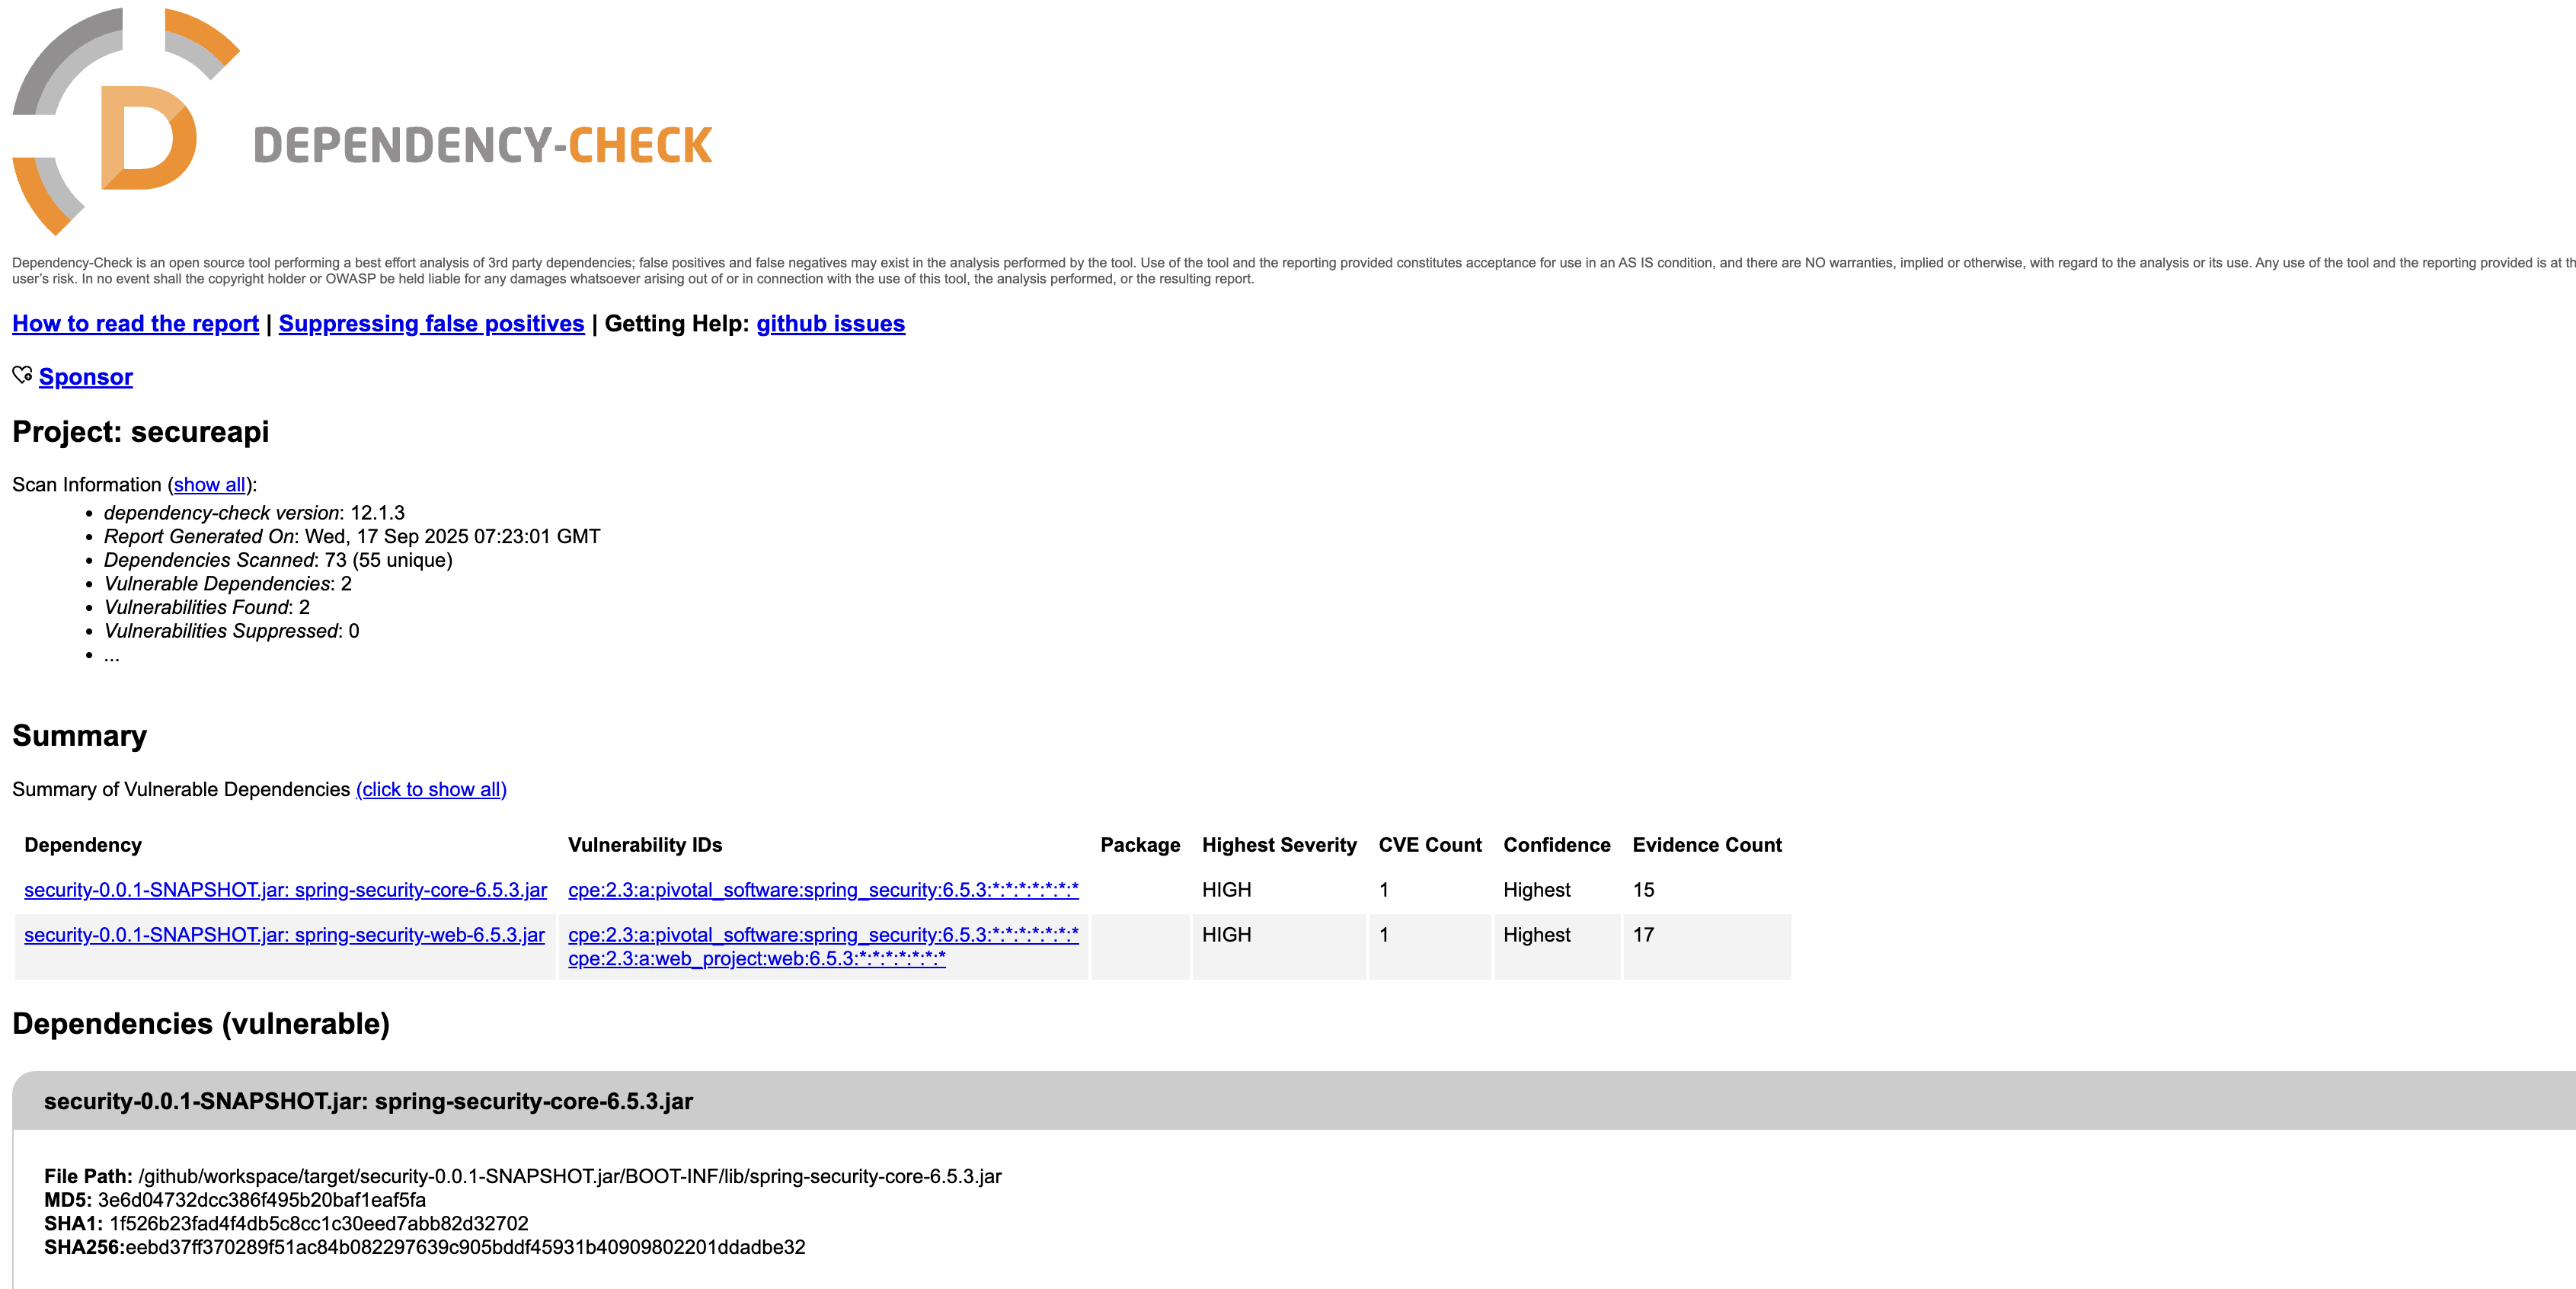 D
DEPENDENCY-CHECK
Dependency-Check is an open source tool performing a best effort analysis of 3rd party dependencies; false positives and false negatives may exist in the analysis performed by the tool. Use of the tool and the reporting provided constitutes acceptance for use in an AS IS condition, and there are NO warranties, implied or otherwise, with regard to the analysis or its use. Any use of the tool and the reporting provided is at th
user’s risk. In no event shall the copyright holder or OWASP be held liable for any damages whatsoever arising out of or in connection with the use of this tool, the analysis performed, or the resulting report.
How to read the report | Suppressing false positives | Getting Help: github issues
Sponsor
Project: secureapi
Scan Information (show all):
• dependency-check version: 12.1.3
• Report Generated On: Wed, 17 Sep 2025 07:23:01 GMT
• Dependencies Scanned: 73 (55 unique)
• Vulnerable Dependencies: 2
• Vulnerabilities Found: 2
• Vulnerabilities Suppressed: 0
• ...
Summary
Summary of Vulnerable Dependencies (click to show all)
Dependency Vulnerability IDs Package Highest Severity CVE Count Confidence Evidence Count
security-0.0.1-SNAPSHOT.jar: spring-security-core-6.5.3.jar cpe:2.3:a:pivotal_software:spring_security:6.5.3:*:*:*:*:*:*:* HIGH 1 Highest 15
security-0.0.1-SNAPSHOT.jar: spring-security-web-6.5.3.jar cpe:2.3:a:pivotal_software:spring_security:6.5.3:*:*:*:*:*:*:* HIGH 1 Highest 17
cpe:2.3:a:web_project:web:6.5.3:*:*:*:*:*:*:*
Dependencies (vulnerable)
security-0.0.1-SNAPSHOT.jar: spring-security-core-6.5.3.jar
File Path: /github/workspace/target/security-0.0.1-SNAPSHOT.jar/BOOT-INF/lib/spring-security-core-6.5.3.jar
MD5: 3e6d04732dcc386f495b20baf1eaf5fa
SHA1: 1f526b23fad4f4db5c8cc1c30eed7abb82d32702
SHA256:eebd37ff370289f51ac84b082297639c905bddf45931b40909802201ddadbe32